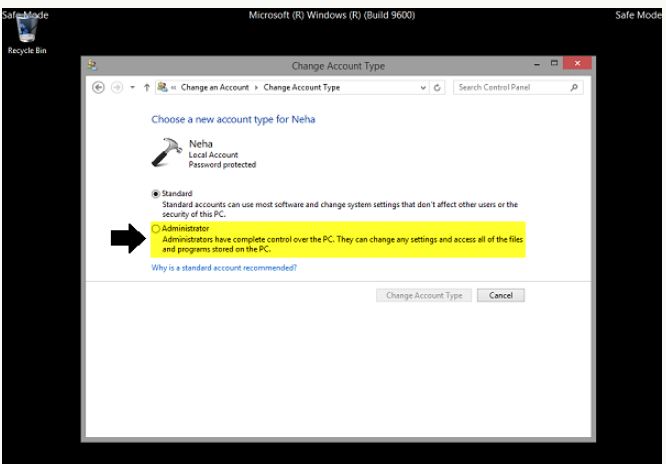 Safe Mode
Microsoft (R) Windows (R) (Build 9600)
Safe Mode
Recycle Bin
Change Account Type
« Change an Account › Change Account Type
Search Control Panel
Choose a new account type for Neha
Neha
Local Account
Password protected
Standard
Standard accounts can use most software and change system settings that don't affect other users or the
security of this PC.
Administrator
Administrators have complete control over the PC. They can change any settings and access all of the files
and programs stored on the PC.
Why is a standard account recommended?
Change Account Type
Cancel